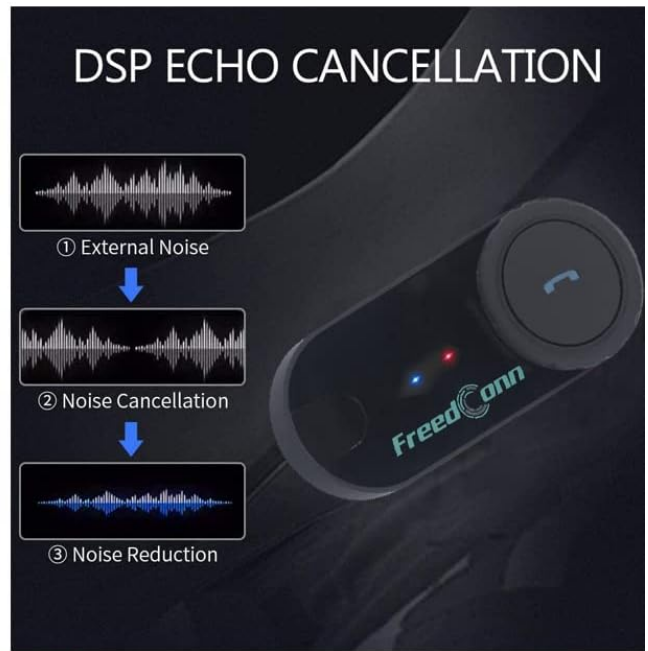 DSP ECHO CANCELLATION
① External Noise
② Noise Cancellation
③ Noise Reduction
FreedConn